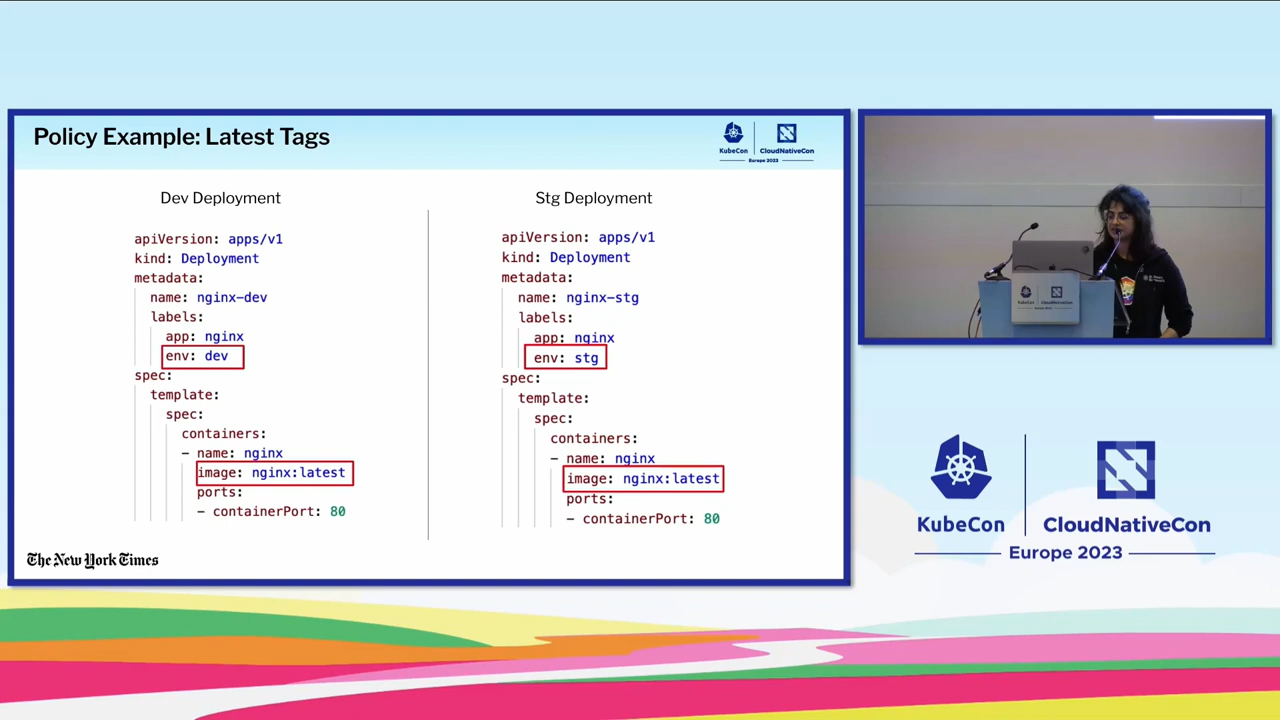 Policy Example: Latest Tags
KubeCon
CloudNativeCon
Europe 2023
Dev Deployment
apiVersion: apps/v1
kind: Deployment
metadata:
name: nginx-dev
labels:
app: nginx
env: dev
spec:
template:
spec:
containers:
- name: nginx
image: nginx:latest
ports:
- containerPort: 80
Stg Deployment
apiVersion: apps/v1
kind: Deployment
metadata:
name: nginx-stg
labels:
app: nginx
env: stg
spec:
template:
spec:
containers:
- name: nginx
image: nginx:latest
ports:
- containerPort: 80
The New York Times
KubeCon
CloudNativeCon
Europe 2023